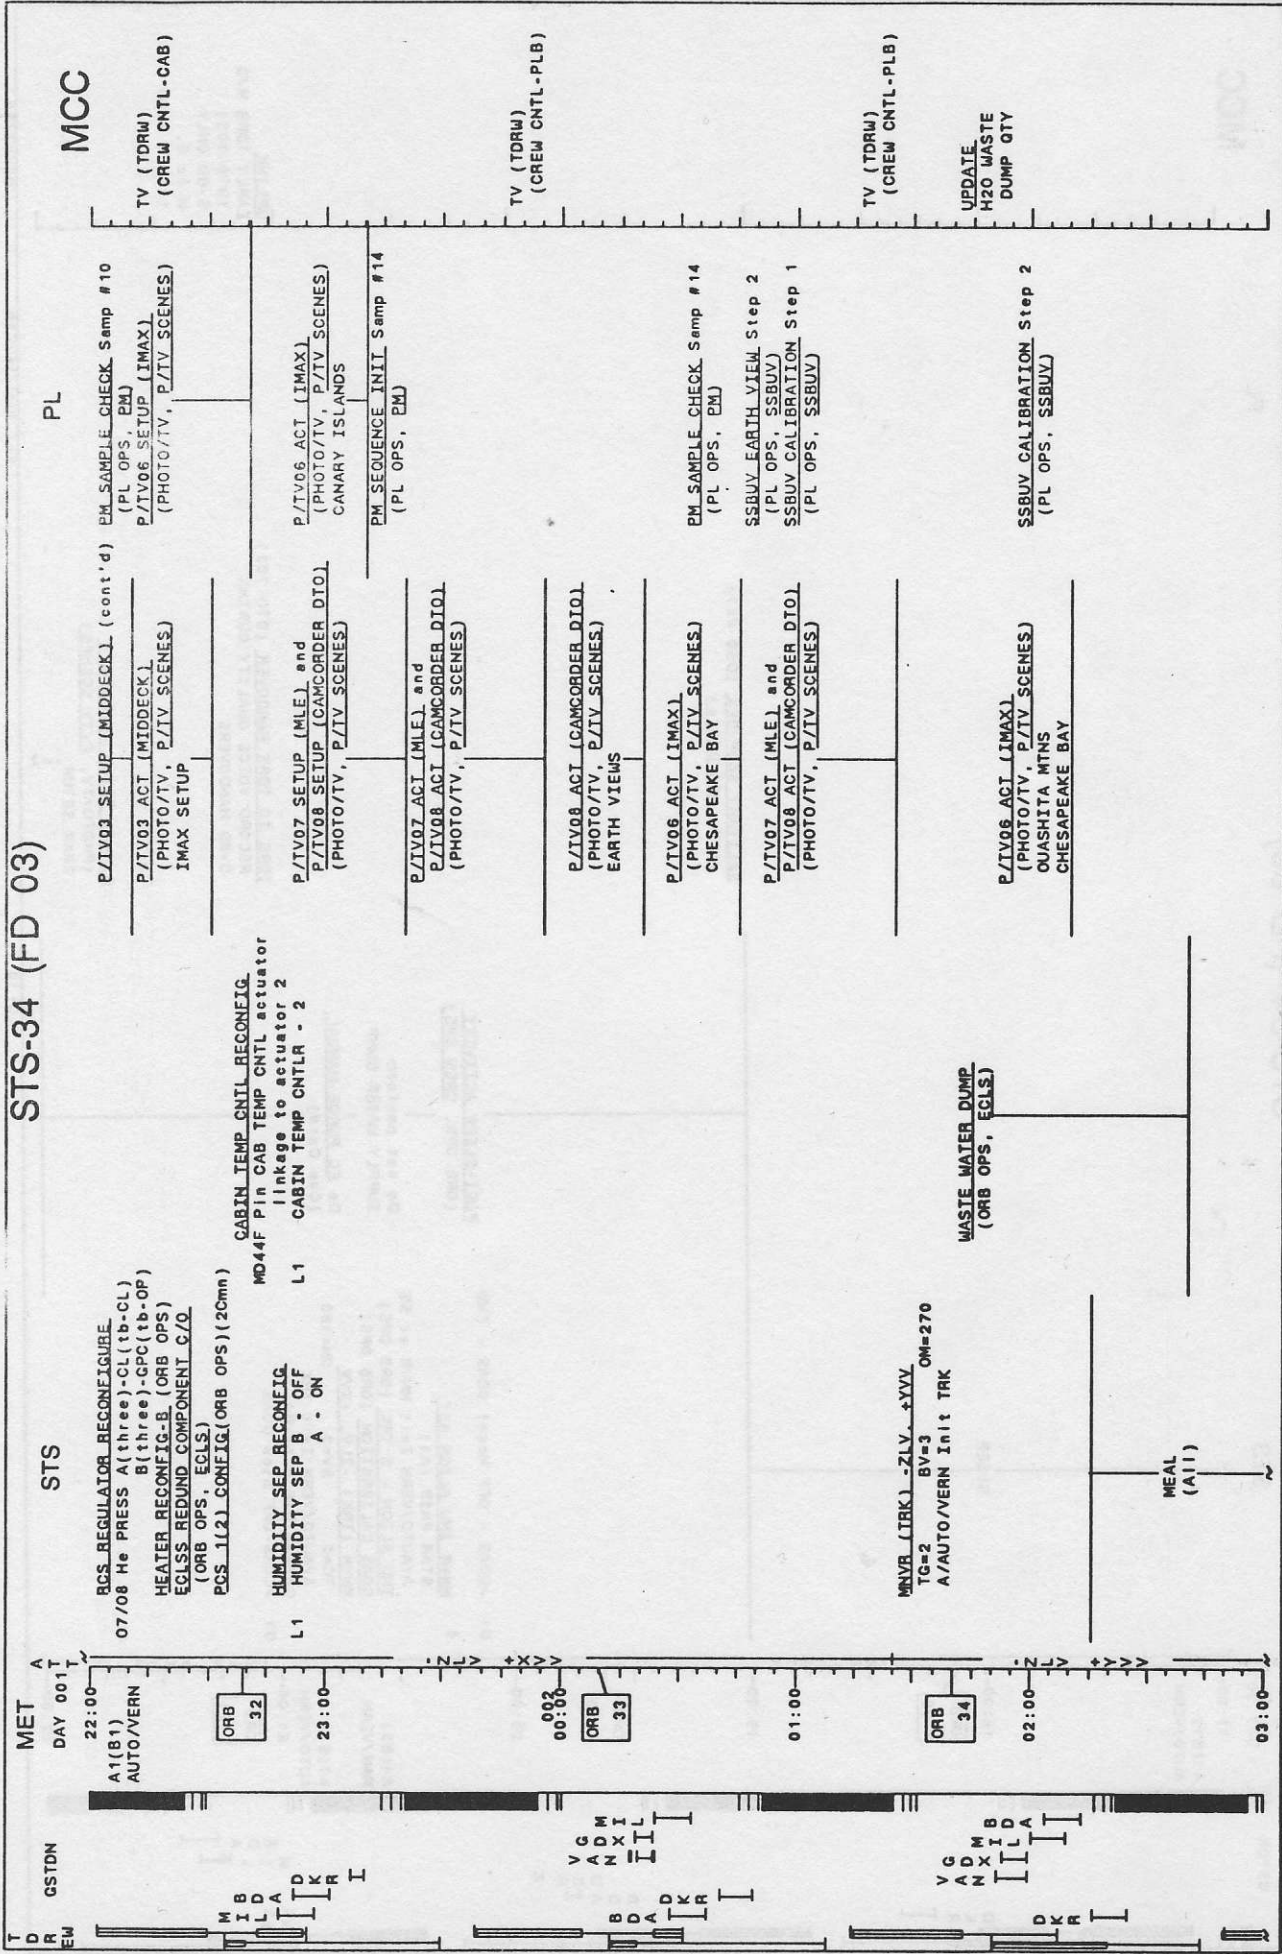 STS-34 (FD 03)
T
D
R
EW
GSTDN
MET
DAY 001
A
T
T
STS
PL
MCC
22:00
A1(B1)
AUTO/VERN
ORB
32
23:00
-
Z
L
V
+
X
V
V
002
00:00
ORB
33
01:00
ORB
34
02:00
-
Z
L
V
+
Y
V
V
03:00
M
I
L
B
D
A
D
K
R
B
D
A
D
K
R
V
A
N
G
D
X
M
I
L
D
K
R
V
A
N
G
D
X
M
I
L
B
D
A
RCS REGULATOR RECONFIGURE
07/08 He PRESS A(three)-CL(tb-CL)
B(three)-GPC(tb-OP)
HEATER RECONFIG-B (ORB OPS)
ECLSS REDUND COMPONENT C/O
(ORB OPS, ECLS)
PCS 1(2) CONFIG(ORB OPS)(2Cmn)
HUMIDITY SEP RECONFIG
L1 HUMIDITY SEP B - OFF
A - ON
CABIN TEMP CNTL RECONFIG
MD44F Pin CAB TEMP CNTL actuator
linkage to actuator 2
L1 CABIN TEMP CNTLR - 2
MNVR (TRK) -ZLV, +YVV
TG=2 BV=3 OM=270
A/AUTO/VERN Init TRK
WASTE WATER DUMP
(ORB OPS, ECLS)
MEAL
(All)
P/TV03 SETUP (MIDDECK) (cont'd)
P/TV03 ACT (MIDDECK)
(PHOTO/TV, P/TV SCENES)
IMAX SETUP
P/TV07 SETUP (MLE) and
P/TV08 SETUP (CAMCORDER DTO)
(PHOTO/TV, P/TV SCENES)
P/TV07 ACT (MLE) and
P/TV08 ACT (CAMCORDER DTO)
(PHOTO/TV, P/TV SCENES)
P/TV08 ACT (CAMCORDER DTO)
(PHOTO/TV, P/TV SCENES)
EARTH VIEWS
P/TV06 ACT (IMAX)
(PHOTO/TV, P/TV SCENES)
CHESAPEAKE BAY
P/TV07 ACT (MLE) and
P/TV08 ACT (CAMCORDER DTO)
(PHOTO/TV, P/TV SCENES)
P/TV06 ACT (IMAX)
(PHOTO/TV, P/TV SCENES)
OUASHITA MTNS
CHESAPEAKE BAY
PM SAMPLE CHECK Samp #10
(PL OPS, PM)
P/TV06 SETUP (IMAX)
(PHOTO/TV, P/TV SCENES)
P/TV06 ACT (IMAX)
(PHOTO/TV, P/TV SCENES)
CANARY ISLANDS
PM SEQUENCE INIT Samp #14
(PL OPS, PM)
PM SAMPLE CHECK Samp #14
(PL OPS, PM)
SSBUV EARTH VIEW Step 2
(PL OPS, SSBUV)
SSBUV CALIBRATION Step 1
(PL OPS, SSBUV)
SSBUV CALIBRATION Step 2
(PL OPS, SSBUV)
TV (TDRW)
(CREW CNTL-CAB)
TV (TDRW)
(CREW CNTL-PLB)
TV (TDRW)
(CREW CNTL-PLB)
UPDATE
H2O WASTE
DUMP QTY